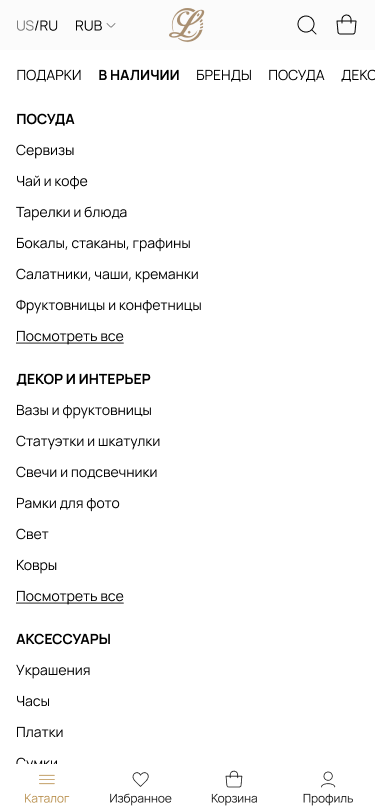 US/RU RUB
ПОДАРКИ В НАЛИЧИИ БРЕНДЫ ПОСУДА ДЕКО
ПОСУДА
Сервизы
Чай и кофе
Тарелки и блюда
Бокалы, стаканы, графины
Салатники, чаши, креманки
Фруктовницы и конфетницы
Посмотреть все
ДЕКОР И ИНТЕРЬЕР
Вазы и фруктовницы
Статуэтки и шкатулки
Свечи и подсвечники
Рамки для фото
Свет
Ковры
Посмотреть все
АКСЕССУАРЫ
Украшения
Часы
Платки
Сумки
Каталог Избранное Корзина Профиль